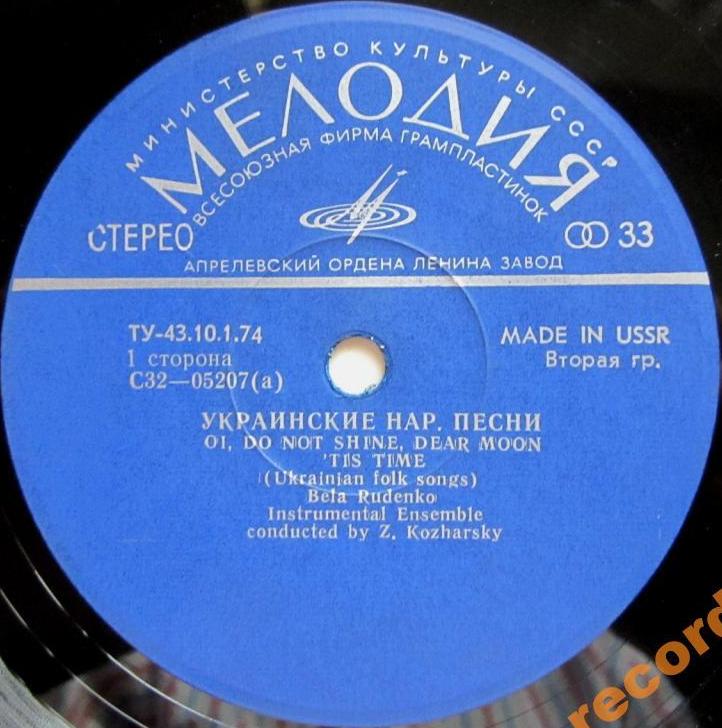 МИНИСТЕРСТВО КУЛЬТУРЫ СССР
МЕЛОДИЯ
ВСЕСОЮЗНАЯ ФИРМА ГРАМПЛАСТИНОК
СТЕРЕО
33
АПРЕЛЕВСКИЙ ОРДЕНА ЛЕНИНА ЗАВОД
ТУ-43.10.1.74
MADE IN USSR
1 сторона
Вторая гр.
С32—05207(а)
УКРАИНСКИЕ НАР. ПЕСНИ
OI, DO NOT SHINE, DEAR MOON
'TIS TIME
(Ukrainian folk songs)
Bela Rudenko
Instrumental Ensemble
conducted by Z. Kozharsky
record